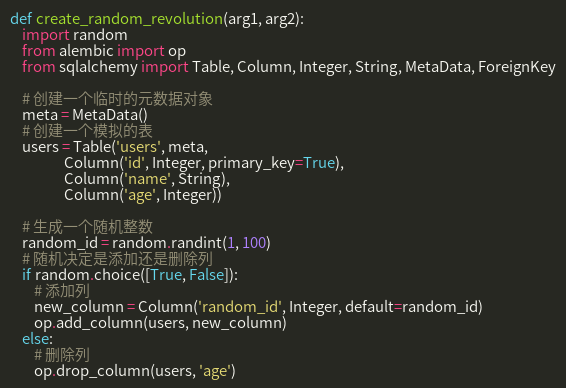 def create_random_revolution(arg1, arg2):
import random
from alembic import op
from sqlalchemy import Table, Column, Integer, String, MetaData, ForeignKey
# 创建一个临时的元数据对象
meta = MetaData()
# 创建一个模拟的表
users = Table('users', meta,
Column('id', Integer, primary_key=True),
Column('name', String),
Column('age', Integer))
# 生成一个随机整数
random_id = random.randint(1, 100)
# 随机决定是添加还是删除列
if random.choice([True, False]):
# 添加列
new_column = Column('random_id', Integer, default=random_id)
op.add_column(users, new_column)
else:
# 删除列
op.drop_column(users, 'age')